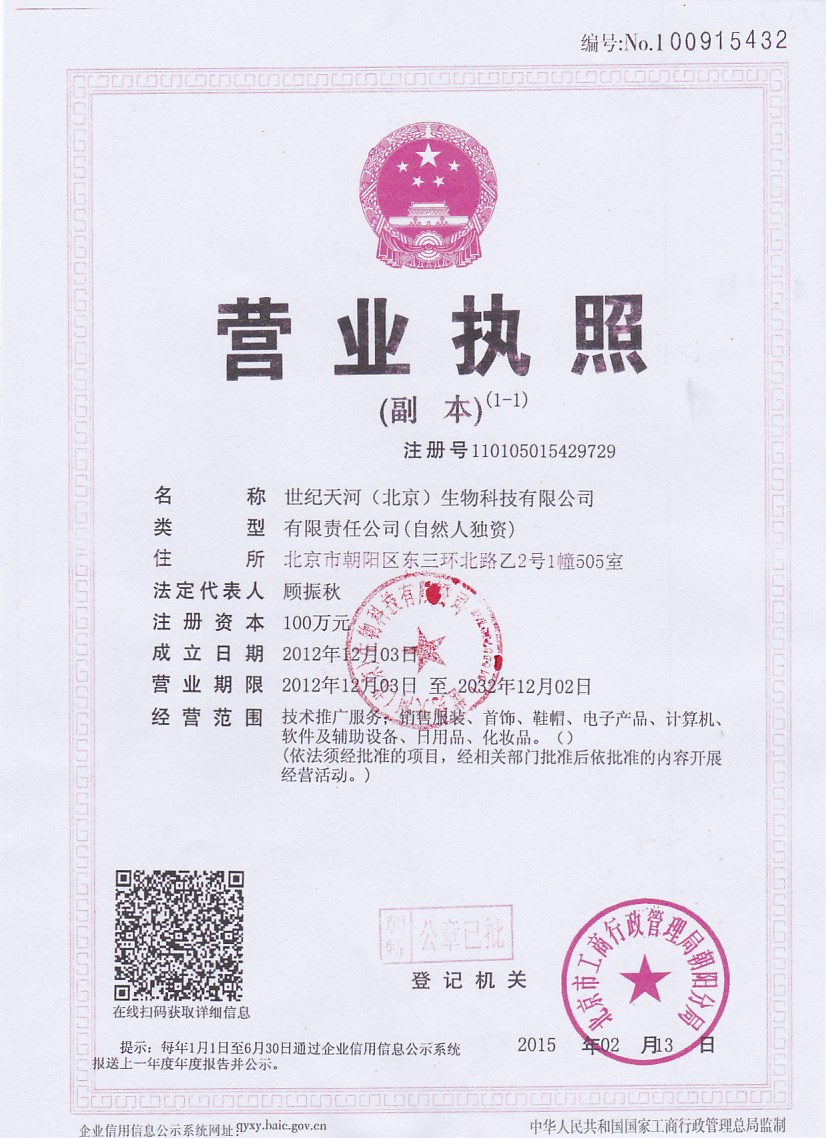 编号:No.100915432
营业执照
(副 本)(1-1)
注册号110105015429729
名 称 世纪天河（北京）生物科技有限公司
类 型 有限责任公司(自然人独资)
住 所 北京市朝阳区东三环北路乙2号1幢505室
法定代表人 顾振秋
注册资本 100万元
成立日期 2012年12月03日
营业期限 2012年12月03日 至 2032年12月02日
经营范围 技术推广服务；销售服装、首饰、鞋帽、电子产品、计算机、
软件及辅助设备、日用品、化妆品。（）
(依法须经批准的项目，经相关部门批准后依批准的内容开展
经营活动。)
公章已批
在线扫码获取详细信息
登记机关
北京市工商行政管理局朝阳分局
2015 年02 月13 日
提示：每年1月1日至6月30日通过企业信用信息公示系统
报送上一年度年度报告并公示。
企业信用信息公示系统网址：qyxy.baic.gov.cn
中华人民共和国国家工商行政管理总局监制